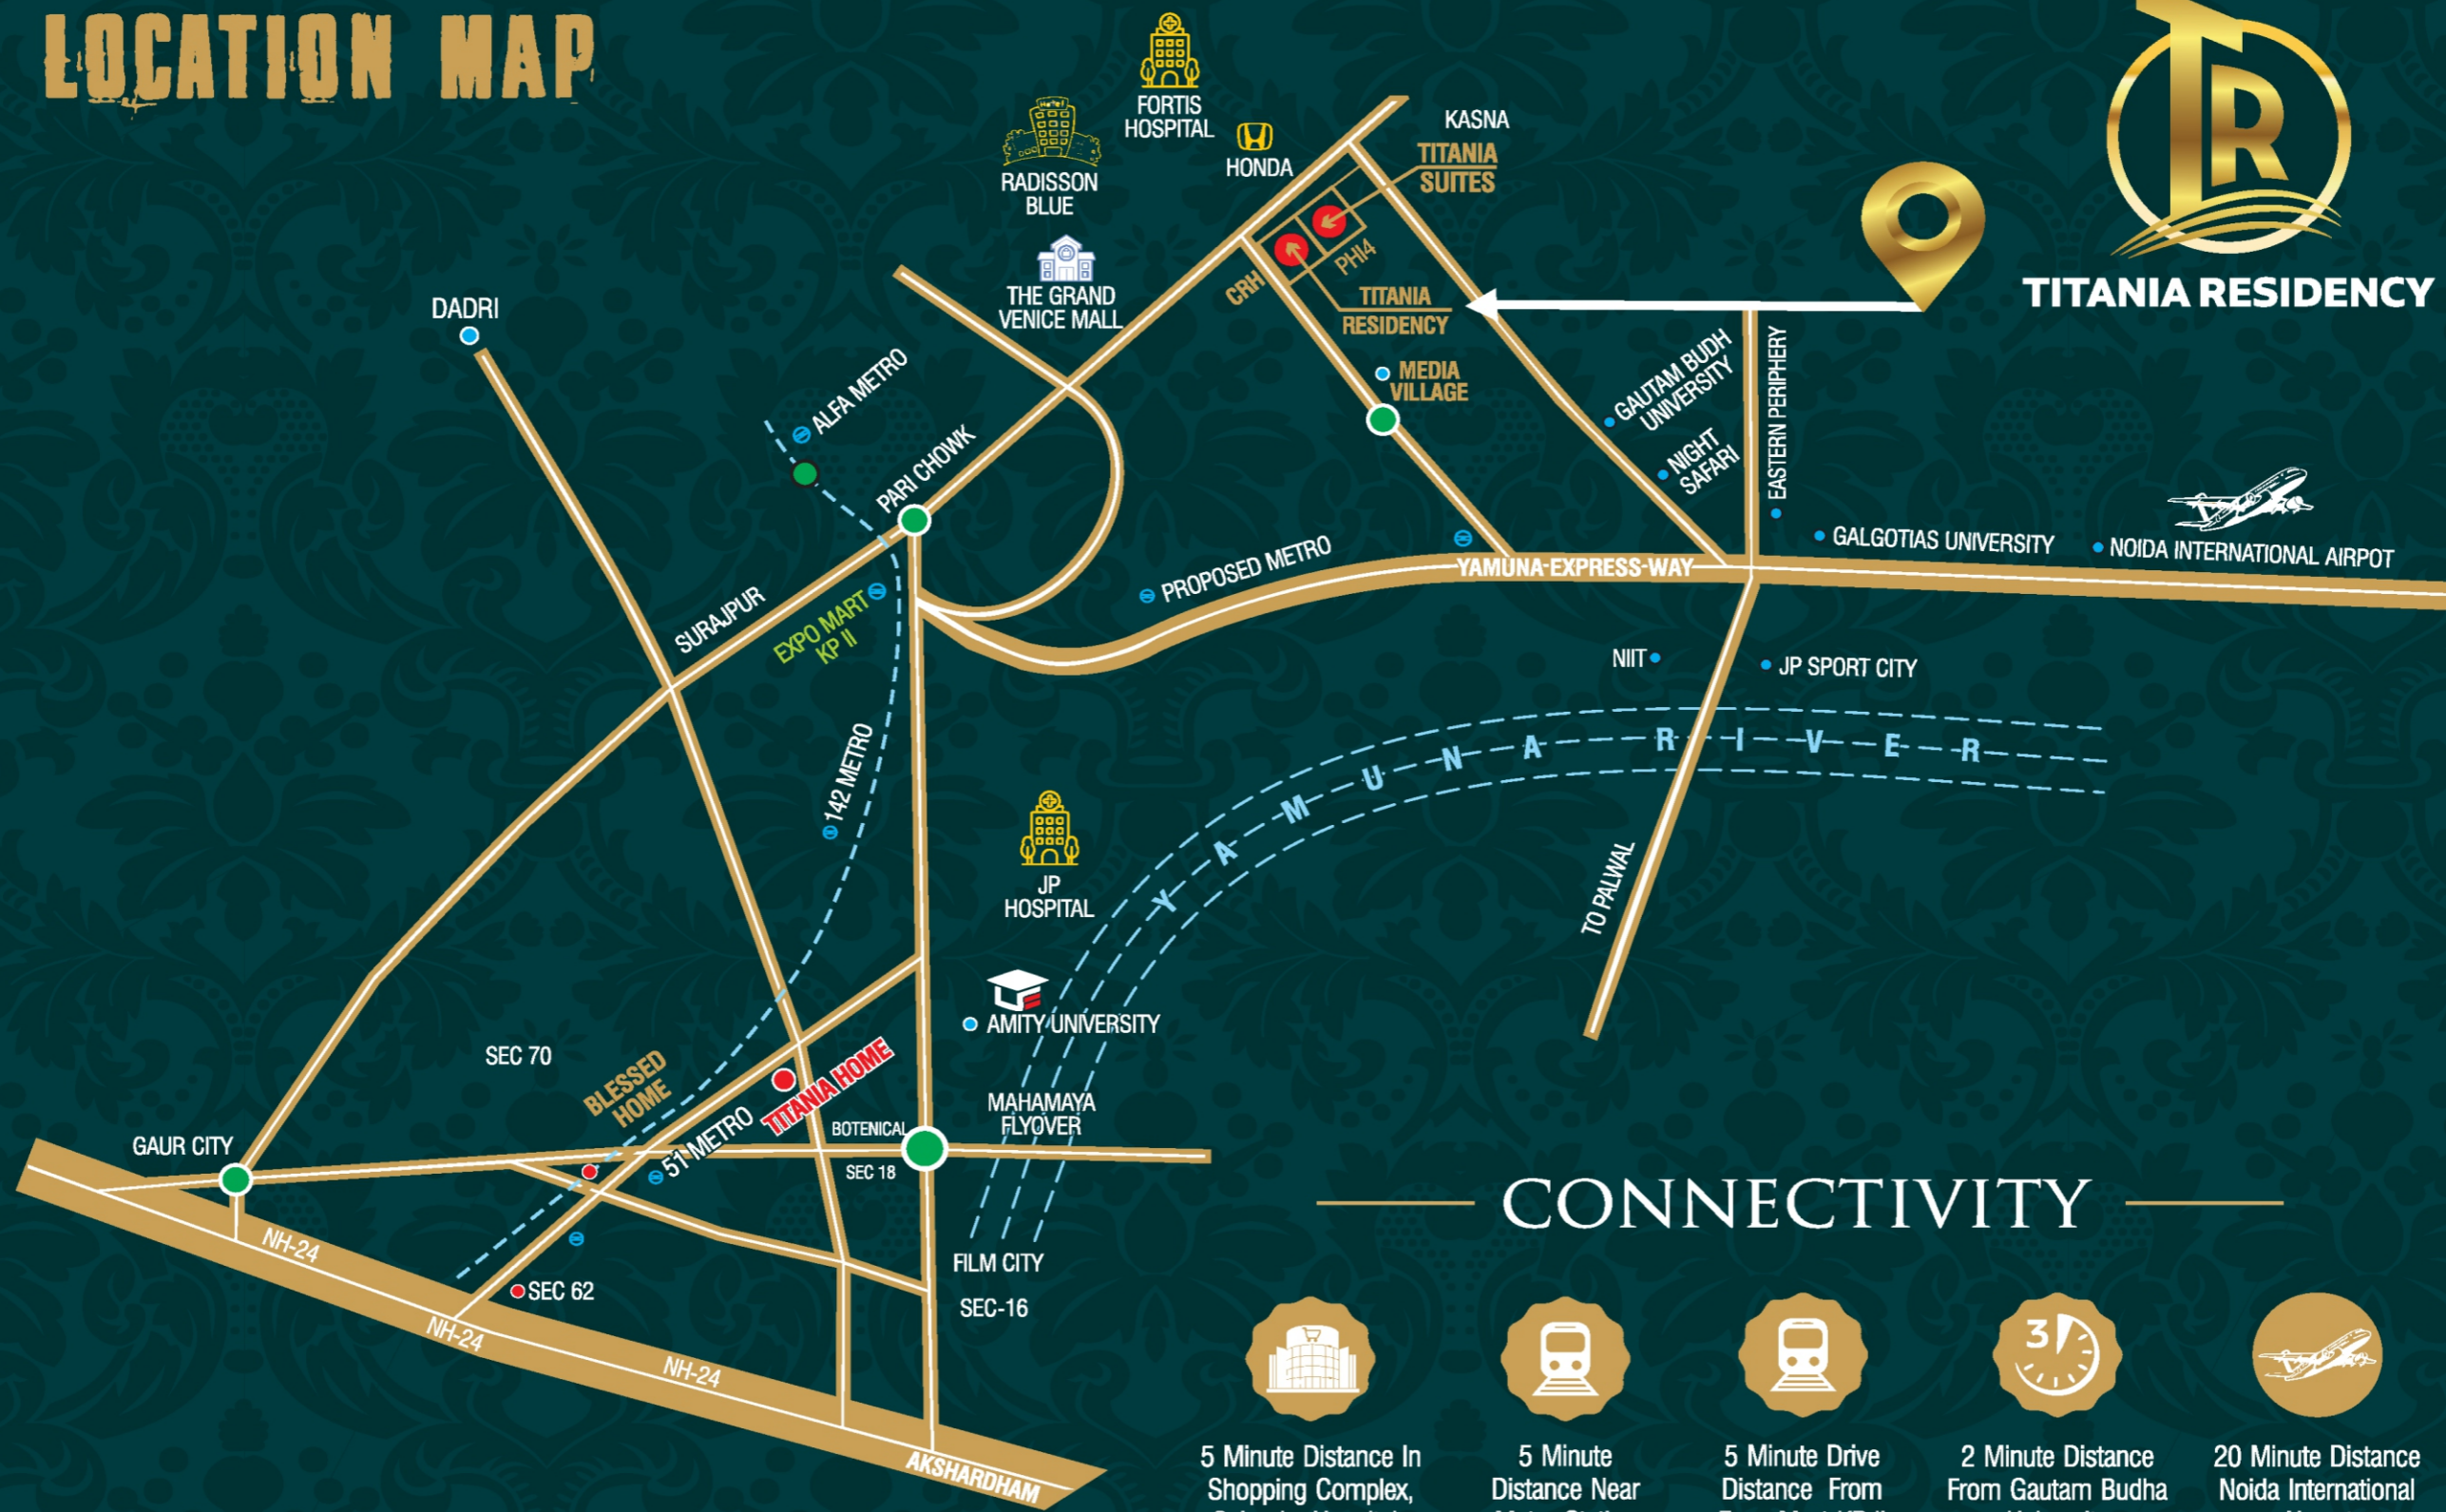 LOCATION MAP
FORTIS
HOSPITAL
HONDA
RADISSON
BLUE
THE GRAND
VENICE MALL
KASNA
TITANIA
SUITES
PHI4
CRH
TITANIA
RESIDENCY
MEDIA
VILLAGE
TR
TITANIA RESIDENCY
DADRI
ALFA METRO
PARI CHOWK
SURAJPUR
EXPO MART
KP II
PROPOSED METRO
YAMUNA-EXPRESS-WAY
GAUTAM BUDH
UNIVERSITY
NIGHT
SAFARI
EASTERN PERIPHERY
GALGOTIAS UNIVERSITY
NOIDA INTERNATIONAL AIRPOT
NIIT
JP SPORT CITY
YAMUNA RIVER
TO PALWAL
142 METRO
JP
HOSPITAL
AMITY UNIVERSITY
MAHAMAYA
FLYOVER
SEC 70
BLESSED
HOME
51 METRO
TITANIA HOME
BOTENICAL
SEC 18
GAUR CITY
NH-24
SEC 62
NH-24
NH-24
FILM CITY
SEC-16
AKSHARDHAM
CONNECTIVITY
Hotel
3
5 Minute Distance In
Shopping Complex,
5 Minute
Distance Near
5 Minute Drive
Distance From
2 Minute Distance
From Gautam Budha
20 Minute Distance
Noida International